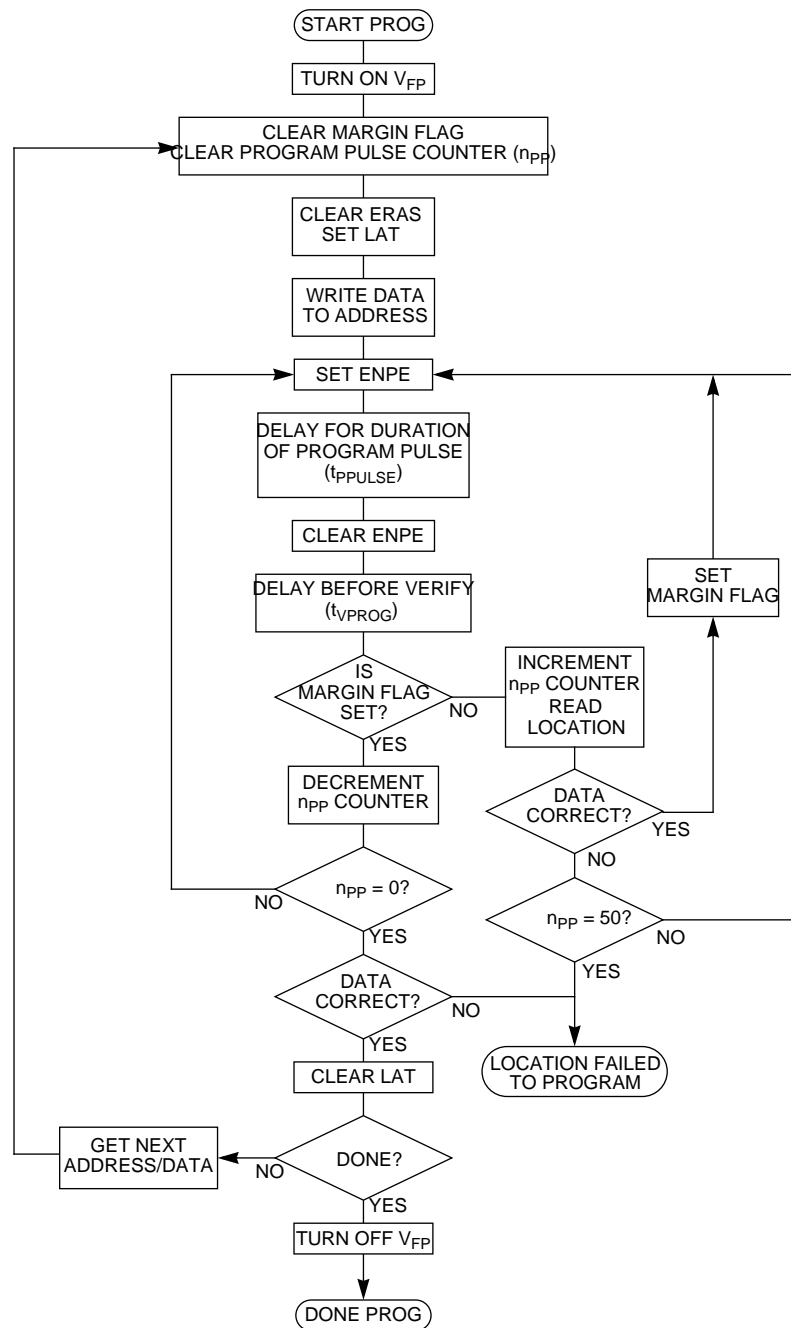 START PROG
TURN ON VFP
CLEAR MARGIN FLAG
CLEAR PROGRAM PULSE COUNTER (nPP)
CLEAR ERAS
SET LAT
WRITE DATA
TO ADDRESS
SET ENPE
DELAY FOR DURATION
OF PROGRAM PULSE
(tPPULSE)
CLEAR ENPE
DELAY BEFORE VERIFY
(tVPROG)
SET
MARGIN FLAG
IS
MARGIN FLAG
SET?
NO
YES
INCREMENT
nPP COUNTER
READ
LOCATION
DECREMENT
nPP COUNTER
DATA
CORRECT?
YES
NO
nPP = 0?
NO
YES
nPP = 50?
NO
YES
DATA
CORRECT?
NO
YES
LOCATION FAILED
TO PROGRAM
CLEAR LAT
GET NEXT
ADDRESS/DATA
NO
DONE?
YES
TURN OFF VFP
DONE PROG